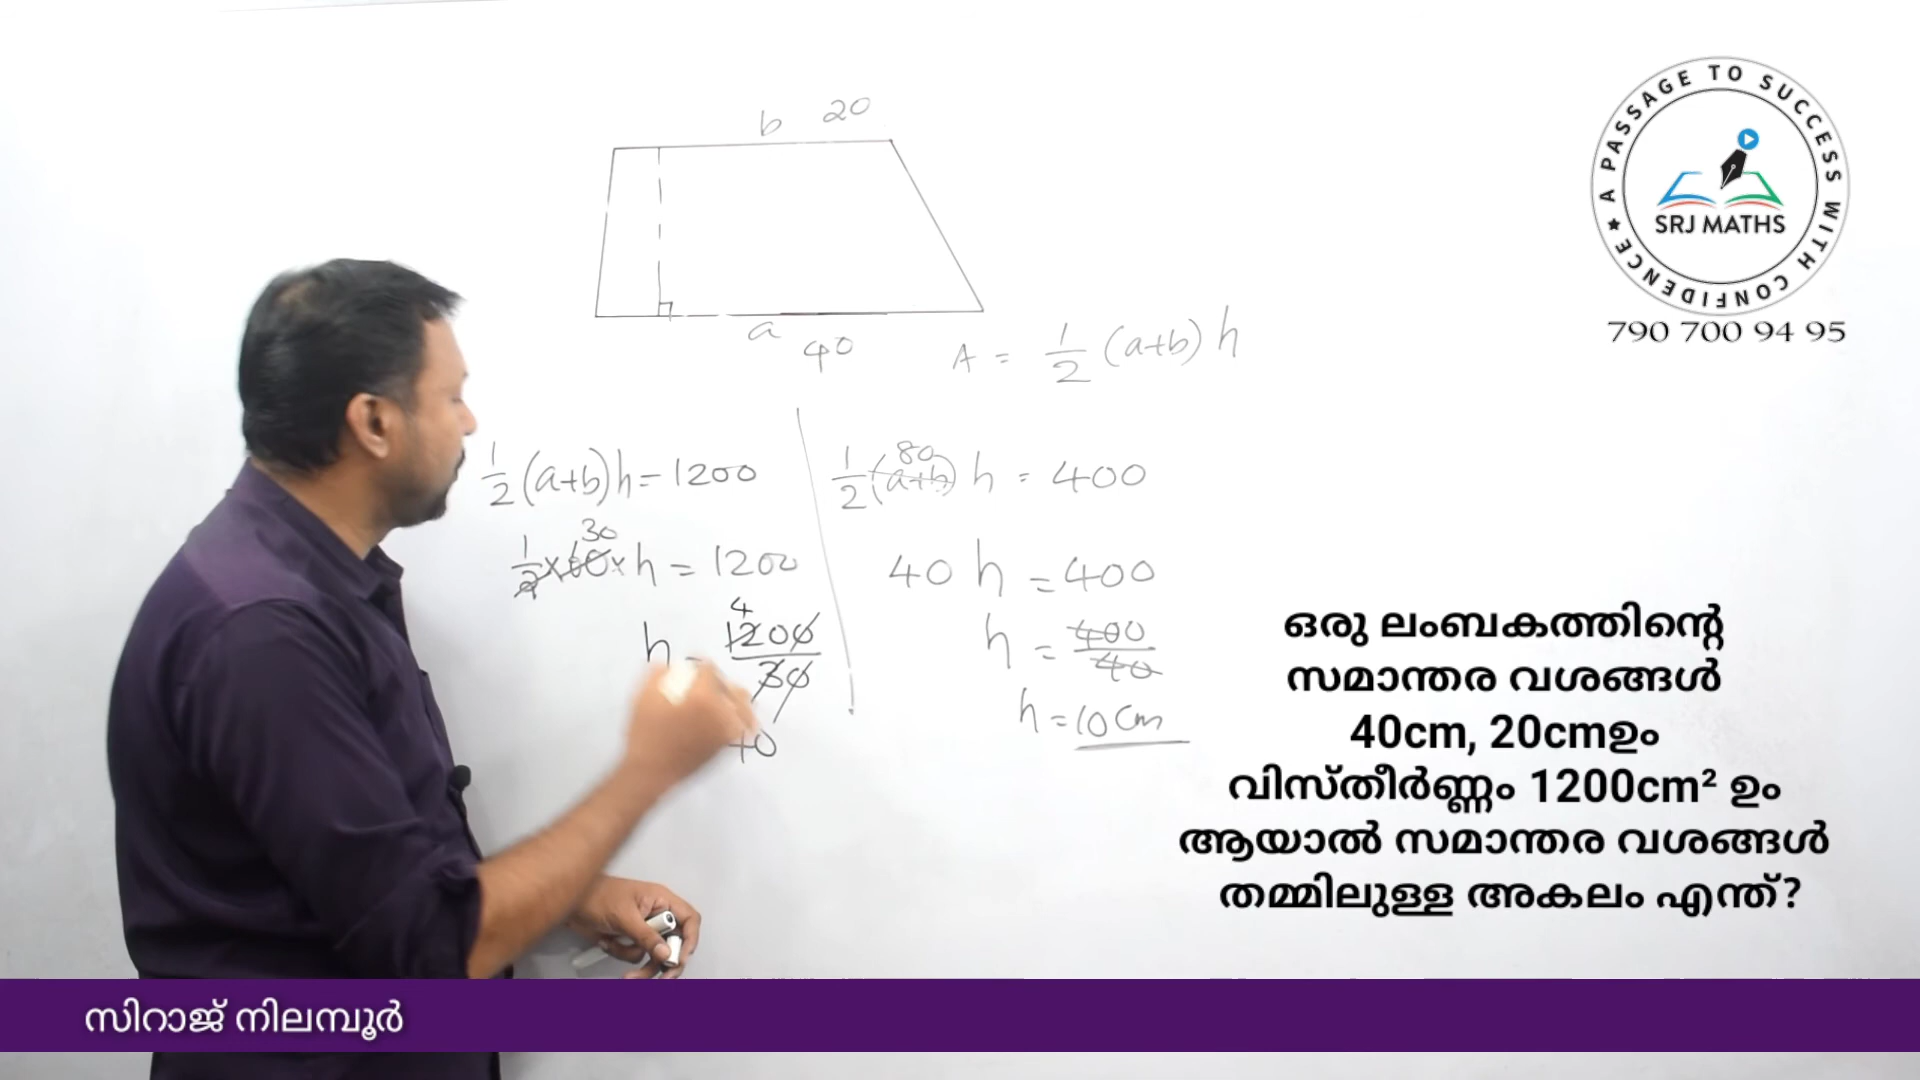 b 20
a
40
A = 1/2 (a+b) h
1/2 (a+b) h = 1200
1/2 × 60 × h = 1200
30
h = 1200/30
4
40
1/2 (a+b) h = 400
80
40 h = 400
h = 400/40
h = 10 cm
A PASSAGE TO SUCCESS WITH CONFIDENCE
SRJ MATHS
790 700 94 95
ഒരു ലംബകത്തിന്റെ
സമാന്തര വശങ്ങൾ
40cm, 20cmഉം
വിസ്തീർണ്ണം 1200cm² ഉം
ആയാൽ സമാന്തര വശങ്ങൾ
തമ്മിലുള്ള അകലം എന്ത്?
സിറാജ് നിലമ്പൂർ